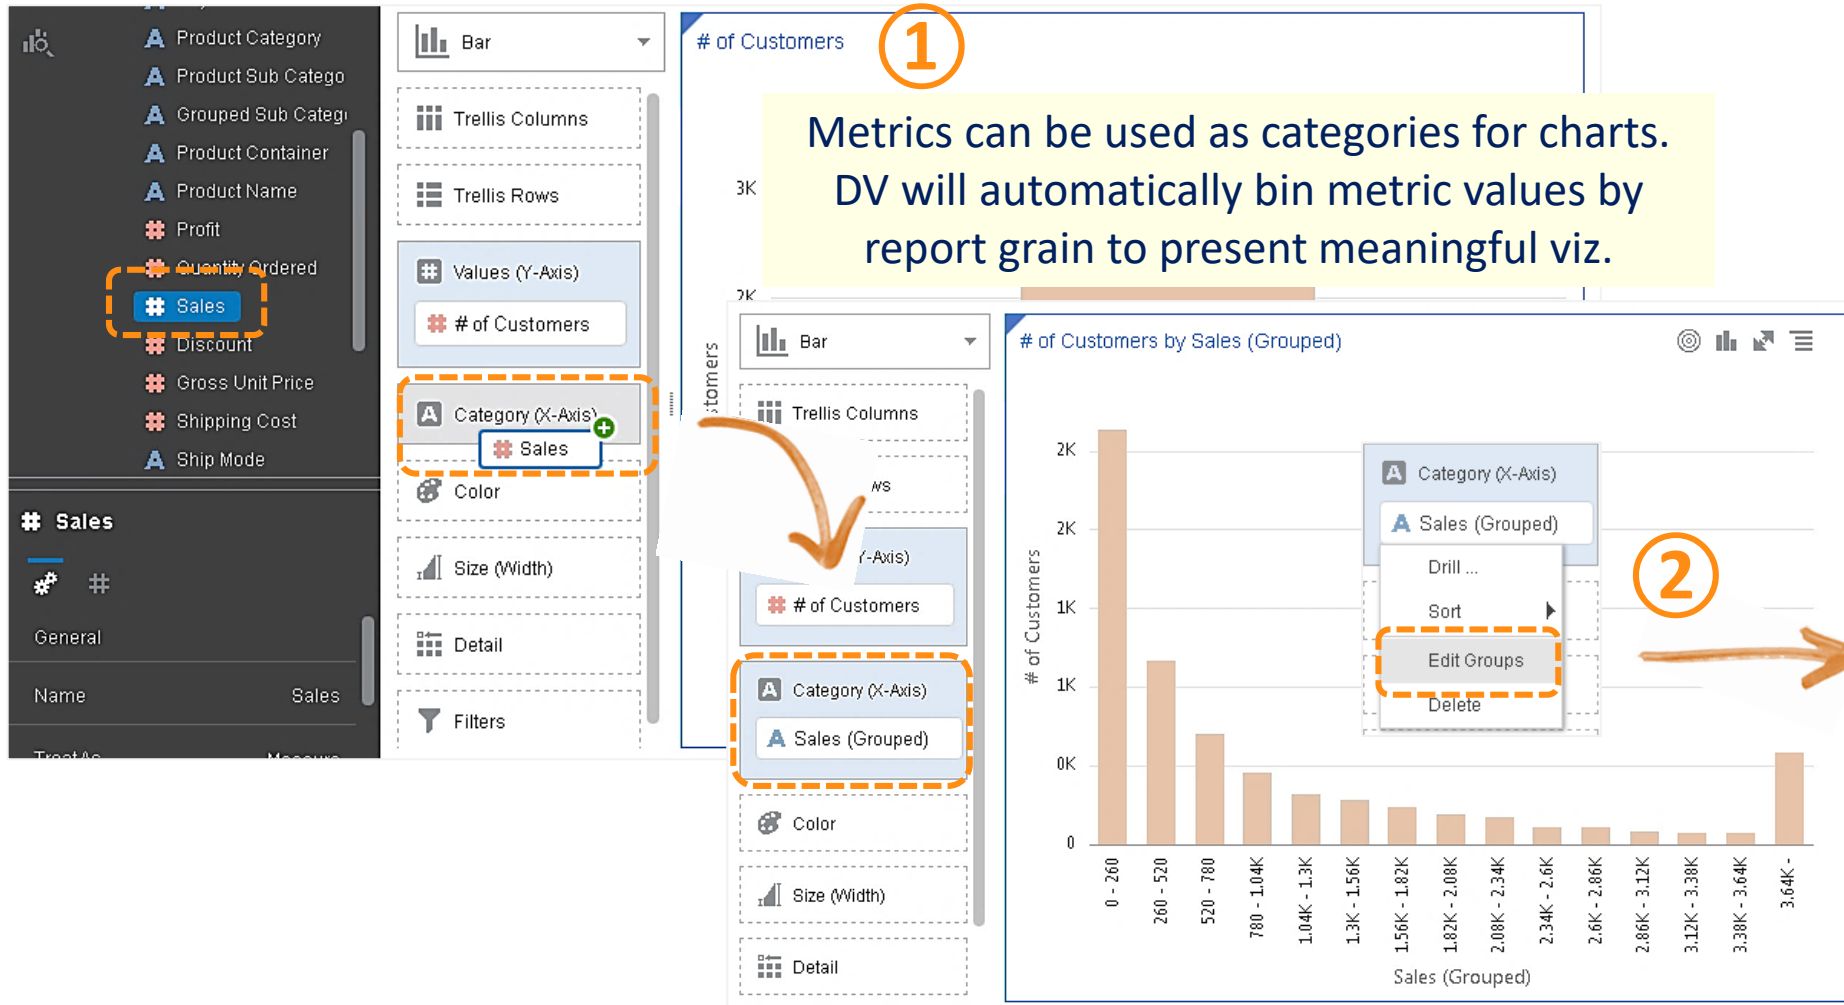 Product Category
Product Sub Catego
Grouped Sub Catego
Product Container
Product Name
Profit
Quantity Ordered
Sales
Discount
Gross Unit Price
Shipping Cost
Ship Mode
Sales
General
Name Sales
Treat As Measure
Bar
Trellis Columns
Trellis Rows
Values (Y-Axis)
# of Customers
Category (X-Axis)
Sales
Color
Size (Width)
Detail
Filters
# of Customers
1
Metrics can be used as categories for charts.
DV will automatically bin metric values by
report grain to present meaningful viz.
3K
2K
stomers
Bar
Trellis Columns
ws
Y-Axis)
# of Customers
Category (X-Axis)
Sales (Grouped)
Color
Size (Width)
Detail
# of Customers by Sales (Grouped)
# of Customers
2K
2K
1K
1K
0K
0
Category (X-Axis)
Sales (Grouped)
Drill ...
Sort
Edit Groups
Delete
2
0 - 260
260 - 520
520 - 780
780 - 1.04K
1.04K - 1.3K
1.3K - 1.56K
1.56K - 1.82K
1.82K - 2.08K
2.08K - 2.34K
2.34K - 2.6K
2.6K - 2.86K
2.86K - 3.12K
3.12K - 3.38K
3.38K - 3.64K
3.64K -
Sales (Grouped)